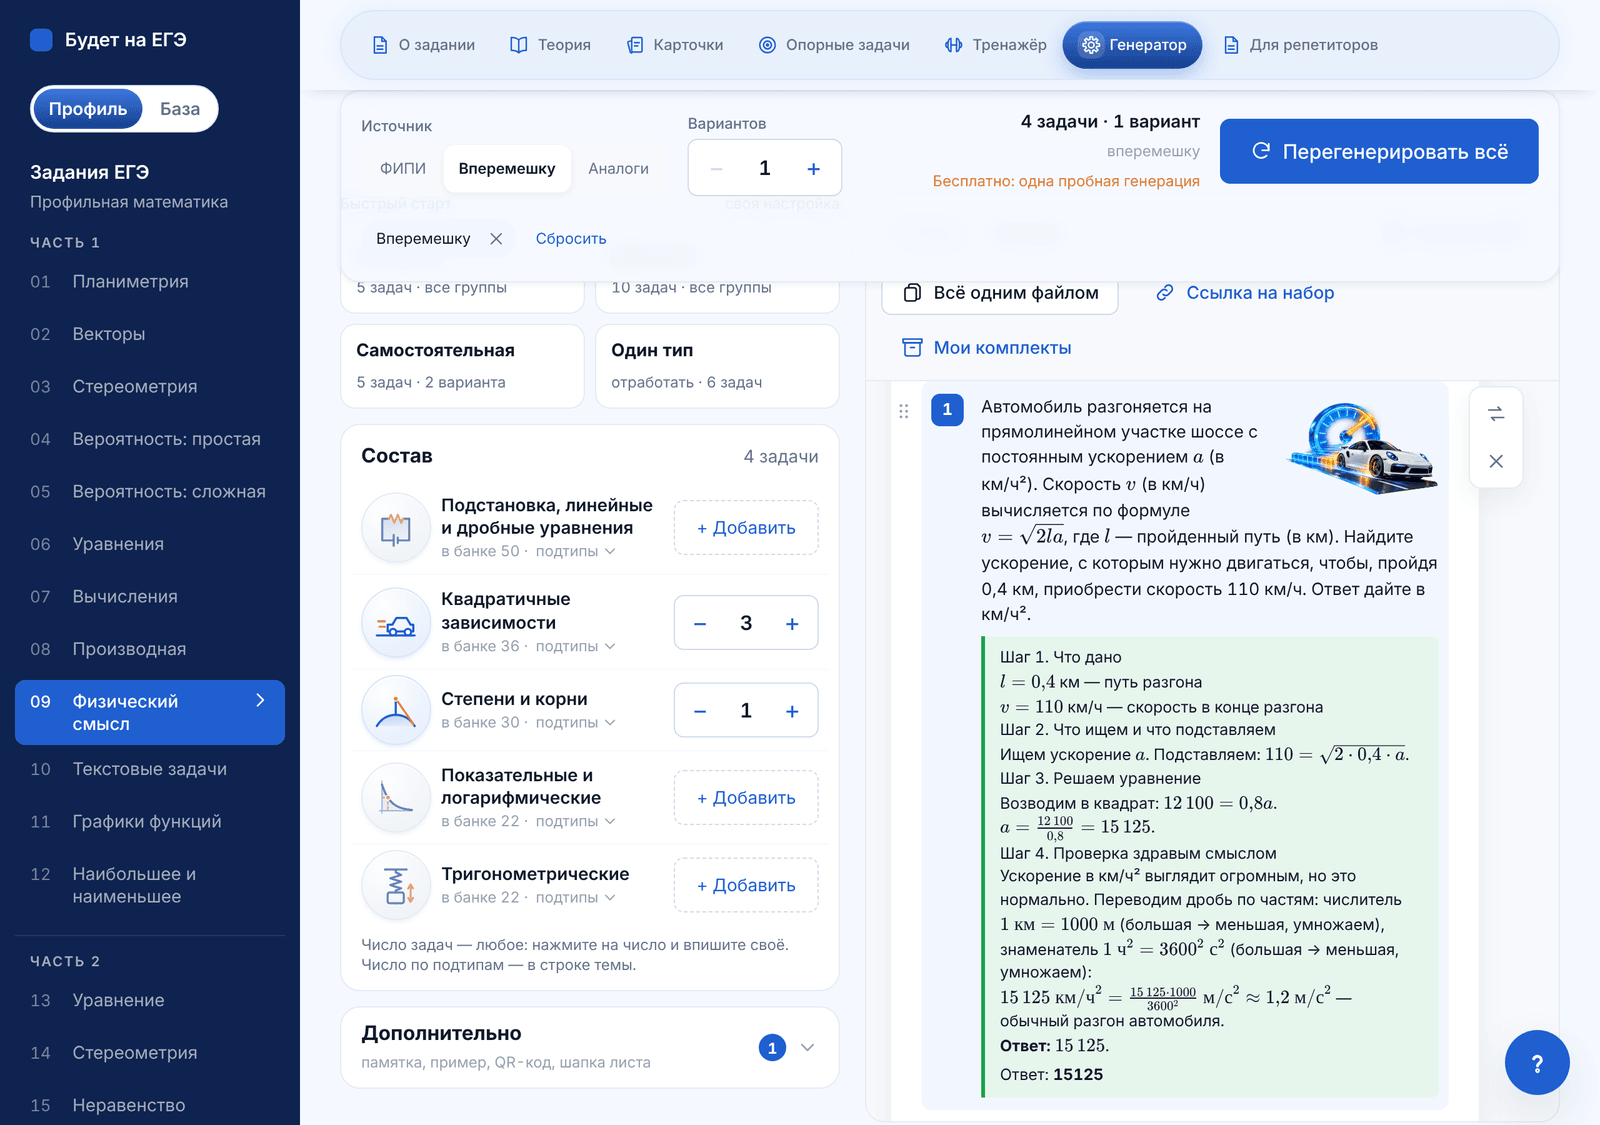 Будет на ЕГЭ
Профиль
База
Задания ЕГЭ
Профильная математика
ЧАСТЬ 1
01 Планиметрия
02 Векторы
03 Стереометрия
04 Вероятность: простая
05 Вероятность: сложная
06 Уравнения
07 Вычисления
08 Производная
09 Физический
смысл
10 Текстовые задачи
11 Графики функций
12 Наибольшее и
наименьшее
ЧАСТЬ 2
13 Уравнение
14 Стереометрия
15 Неравенство
О задании
Теория
Карточки
Опорные задачи
Тренажёр
Генератор
Для репетиторов
Источник
ФИПИ
Вперемешку
Аналоги
Вариантов
− 1 +
4 задачи · 1 вариант
вперемешку
Бесплатно: одна пробная генерация
Перегенерировать всё
Быстрый старт
своя настройка
Вперемешку ×
Сбросить
5 задач · все группы
10 задач · все группы
Самостоятельная
5 задач · 2 варианта
Один тип
отработать · 6 задач
Состав
4 задачи
Подстановка, линейные
и дробные уравнения
в банке 50 · подтипы
+ Добавить
Квадратичные
зависимости
в банке 36 · подтипы
− 3 +
Степени и корни
в банке 30 · подтипы
− 1 +
Показательные и
логарифмические
в банке 22 · подтипы
+ Добавить
Тригонометрические
в банке 22 · подтипы
+ Добавить
Число задач — любое: нажмите на число и впишите своё.
Число по подтипам — в строке темы.
Дополнительно
памятка, пример, QR-код, шапка листа
1
Всё одним файлом
Ссылка на набор
Мои комплекты
1
Автомобиль разгоняется на
прямолинейном участке шоссе с
постоянным ускорением a (в
км/ч²). Скорость v (в км/ч)
вычисляется по формуле
v = √2la, где l — пройденный путь (в км). Найдите
ускорение, с которым нужно двигаться, чтобы, пройдя
0,4 км, приобрести скорость 110 км/ч. Ответ дайте в
км/ч².
Шаг 1. Что дано
l = 0,4 км — путь разгона
v = 110 км/ч — скорость в конце разгона
Шаг 2. Что ищем и что подставляем
Ищем ускорение a. Подставляем: 110 = √2 · 0,4 · a.
Шаг 3. Решаем уравнение
Возводим в квадрат: 12 100 = 0,8a.
a = 12 100/0,8 = 15 125.
Шаг 4. Проверка здравым смыслом
Ускорение в км/ч² выглядит огромным, но это
нормально. Переводим дробь по частям: числитель
1 км = 1000 м (большая → меньшая, умножаем),
знаменатель 1 ч² = 3600² с² (большая → меньшая,
умножаем):
15 125 км/ч² = 15 125·1000/3600² м/с² ≈ 1,2 м/с² —
обычный разгон автомобиля.
Ответ: 15 125.
Ответ: 15125
?